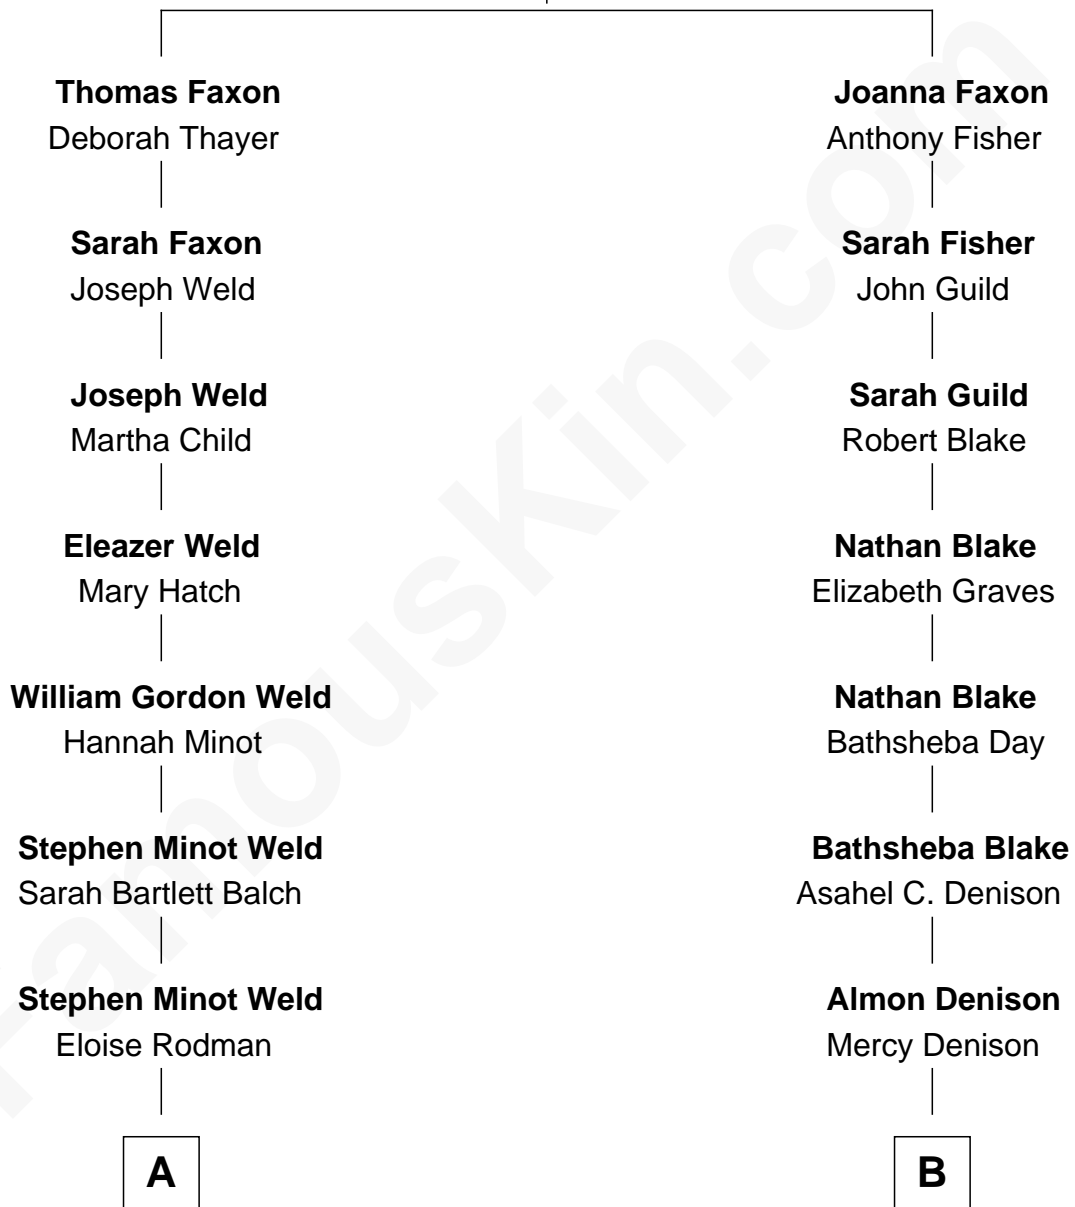 Thomas Faxon
Deborah Thayer
Sarah Faxon
Joseph Weld
Joseph Weld
Martha Child
Eleazer Weld
Mary Hatch
William Gordon Weld
Hannah Minot
Stephen Minot Weld
Sarah Bartlett Balch
Stephen Minot Weld
Eloise Rodman
A
Joanna Faxon
Anthony Fisher
Sarah Fisher
John Guild
Sarah Guild
Robert Blake
Nathan Blake
Elizabeth Graves
Nathan Blake
Bathsheba Day
Bathsheba Blake
Asahel C. Denison
Almon Denison
Mercy Denison
B
FamousKin.com